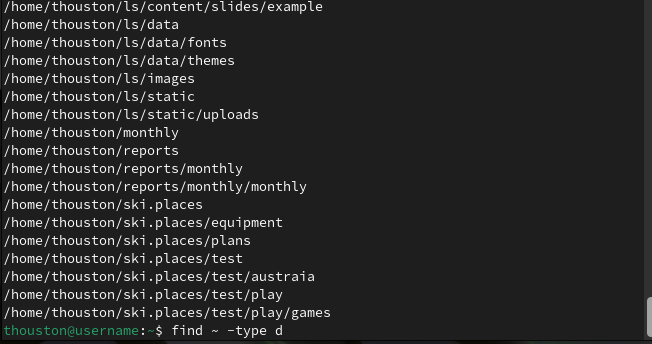 /home/thouston/ls/content/slides/example
/home/thouston/ls/data
/home/thouston/ls/data/fonts
/home/thouston/ls/data/themes
/home/thouston/ls/images
/home/thouston/ls/static
/home/thouston/ls/static/uploads
/home/thouston/monthly
/home/thouston/reports
/home/thouston/reports/monthly
/home/thouston/reports/monthly/monthly
/home/thouston/ski.places
/home/thouston/ski.places/equipment
/home/thouston/ski.places/plans
/home/thouston/ski.places/test
/home/thouston/ski.places/test/austraia
/home/thouston/ski.places/test/play
/home/thouston/ski.places/test/play/games
thouston@username:~$ find ~ -type d